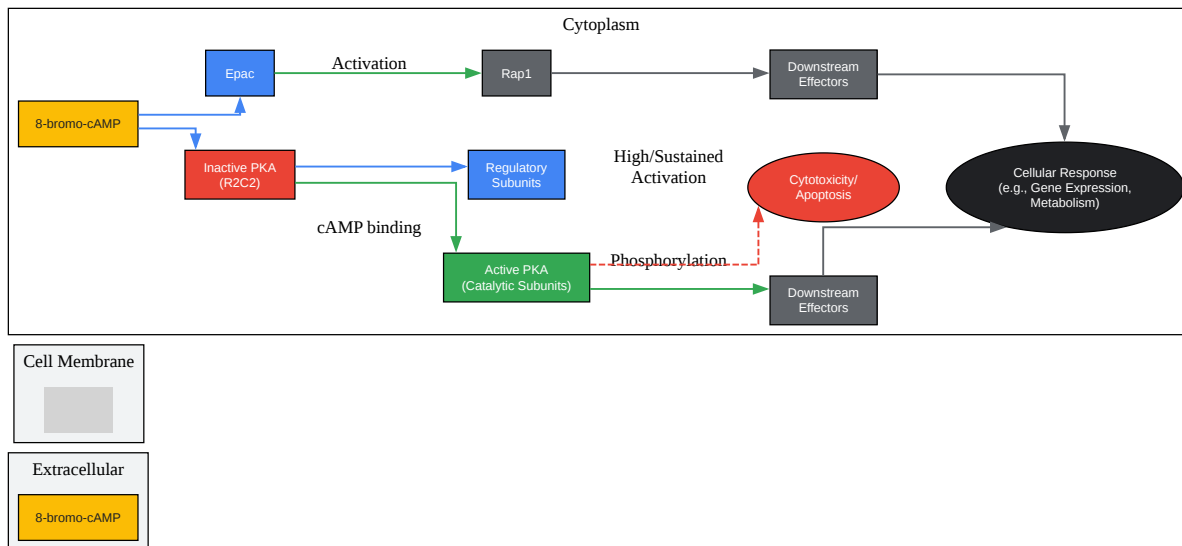 Cytoplasm
Epac
Activation
Rap1
Downstream
Effectors
8-bromo-cAMP
Inactive PKA
(R2C2)
Regulatory
Subunits
High/Sustained
Activation
Cytotoxicity/
Apoptosis
Cellular Response
(e.g., Gene Expression,
Metabolism)
cAMP binding
Active PKA
(Catalytic Subunits)
Phosphorylation
Downstream
Effectors
Cell Membrane
Extracellular
8-bromo-cAMP